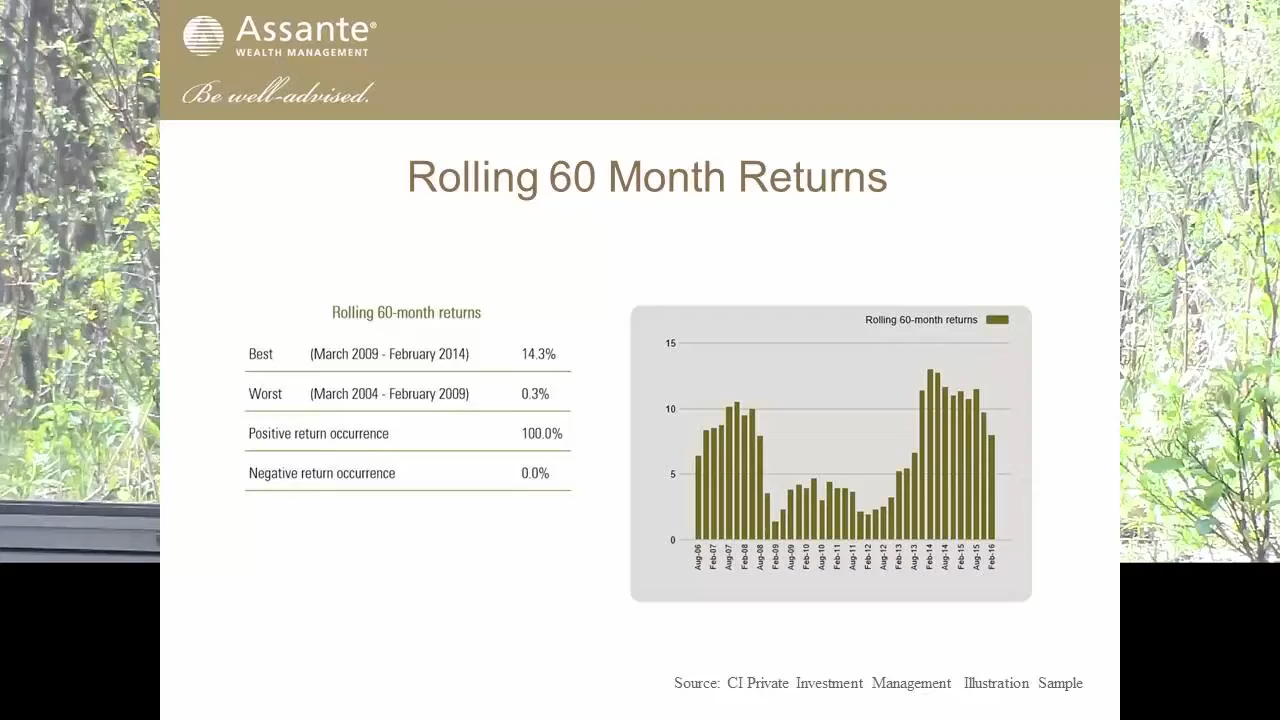 Assante®
WEALTH MANAGEMENT
Be well-advised.
Rolling 60 Month Returns
Rolling 60-month returns
Best (March 2009 - February 2014) 14.3%
Worst (March 2004 - February 2009) 0.3%
Positive return occurrence 100.0%
Negative return occurrence 0.0%
Rolling 60-month returns
15
10
5
0
Aug-06 Feb-07 Aug-07 Feb-08 Aug-08 Feb-09 Aug-09 Feb-10 Aug-10 Feb-11 Aug-11 Feb-12 Aug-12 Feb-13 Aug-13 Feb-14 Aug-14 Feb-15 Aug-15 Feb-16
Source: CI Private Investment Management Illustration Sample